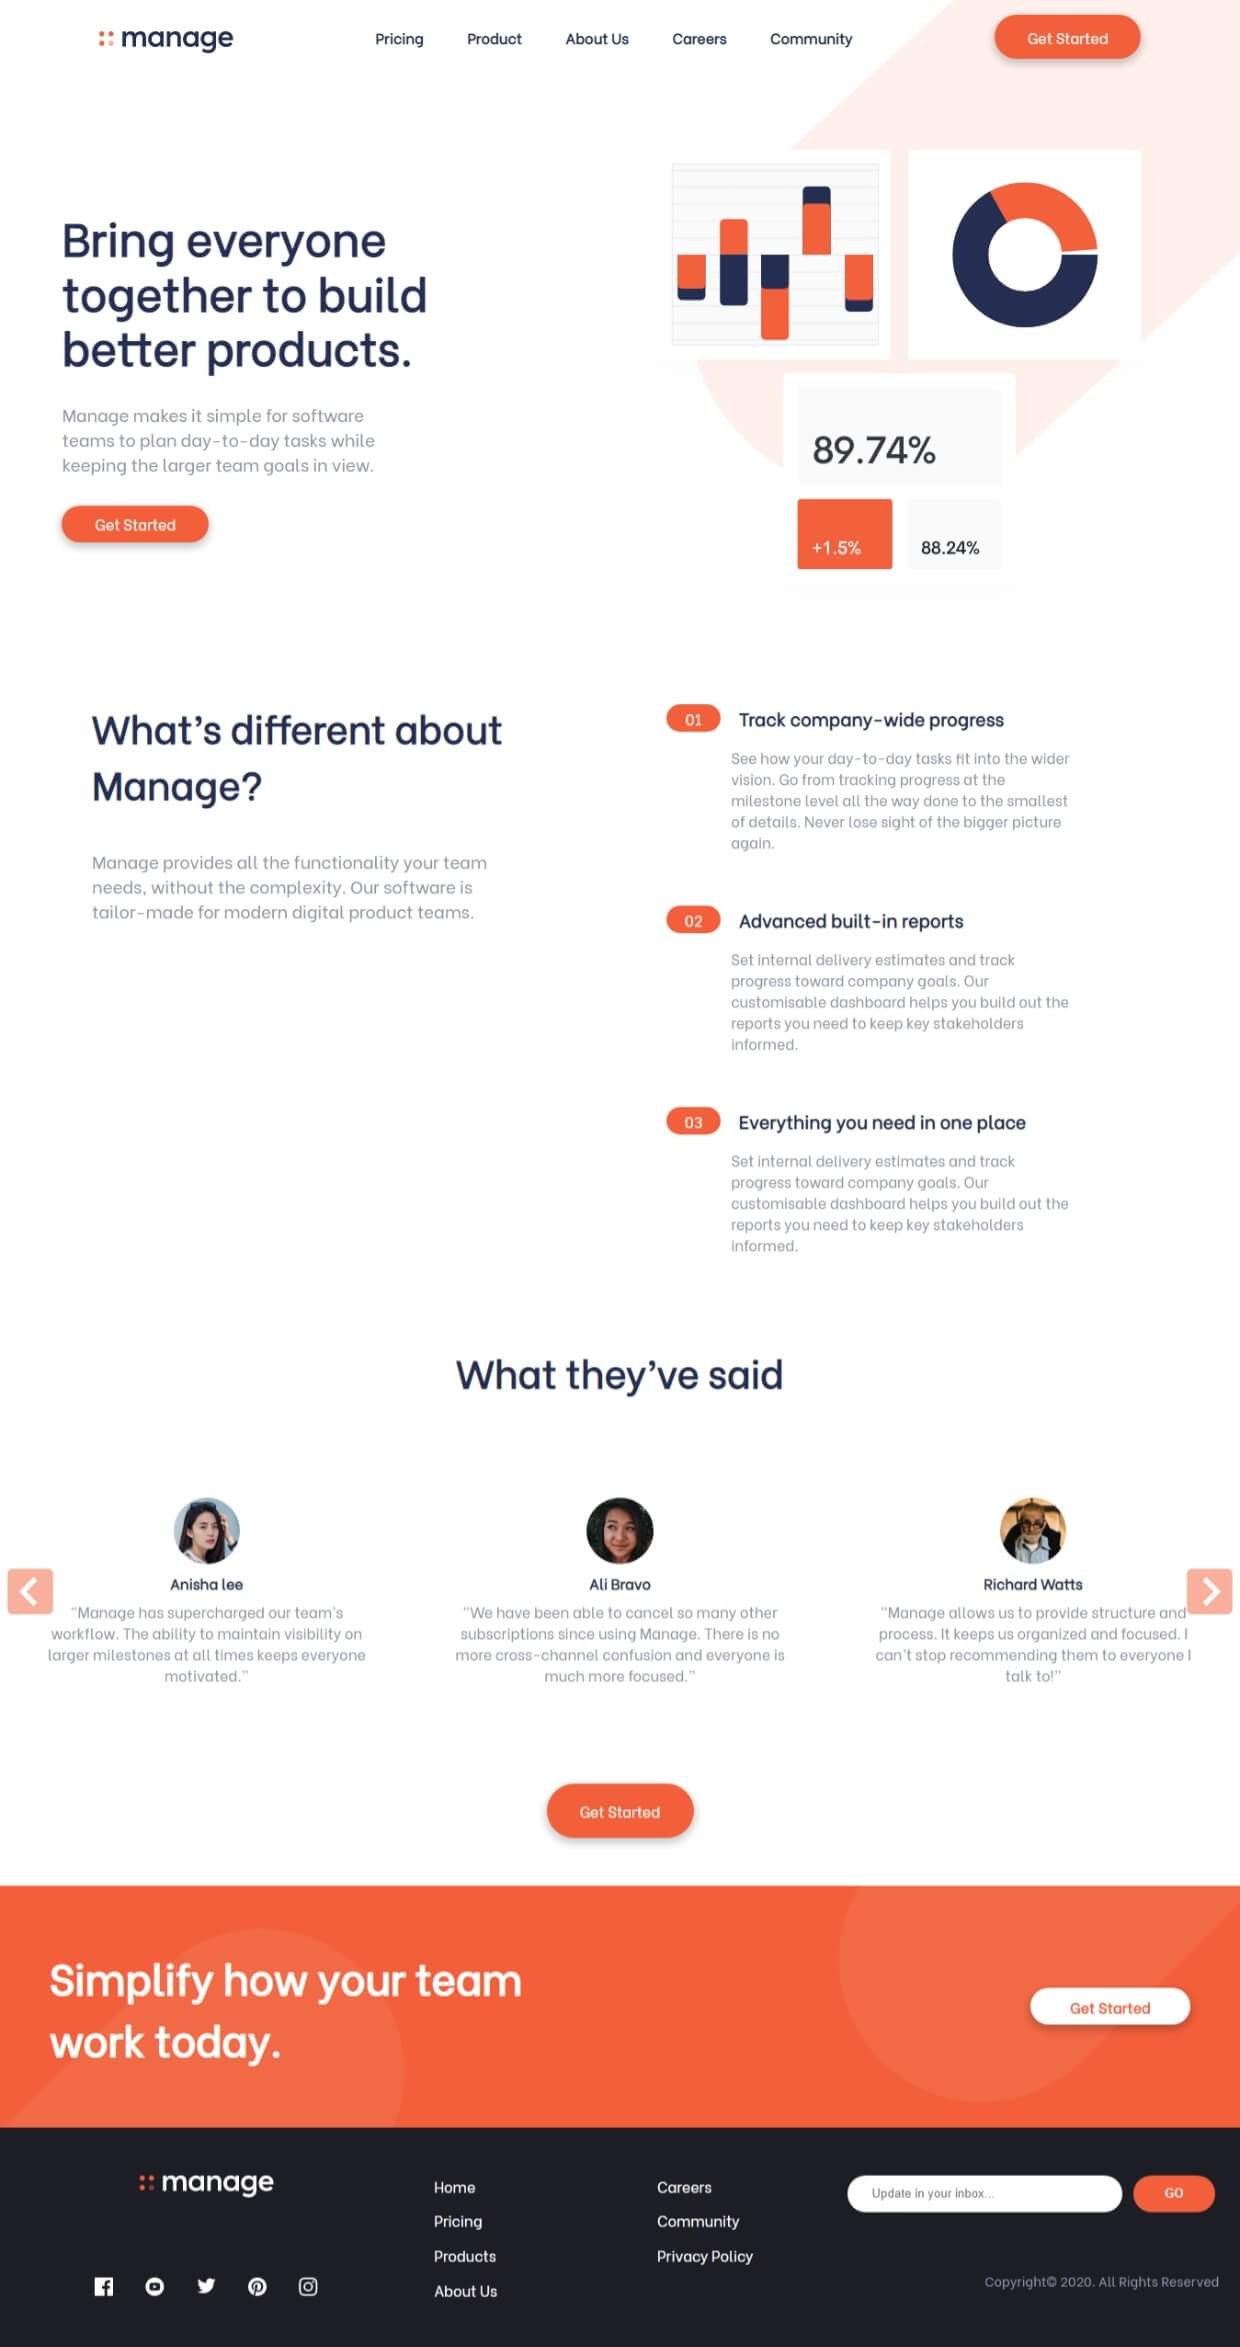 manage
Pricing
Product
About Us
Careers
Community
Get Started
Bring everyone
together to build
better products.
Manage makes it simple for software
teams to plan day-to-day tasks while
keeping the larger team goals in view.
Get Started
89.74%
+1.5%
88.24%
What's different about
Manage?
Manage provides all the functionality your team
needs, without the complexity. Our software is
tailor-made for modern digital product teams.
01 Track company-wide progress
See how your day-to-day tasks fit into the wider
vision. Go from tracking progress at the
milestone level all the way done to the smallest
of details. Never lose sight of the bigger picture
again.
02 Advanced built-in reports
Set internal delivery estimates and track
progress toward company goals. Our
customisable dashboard helps you build out the
reports you need to keep key stakeholders
informed.
03 Everything you need in one place
Set internal delivery estimates and track
progress toward company goals. Our
customisable dashboard helps you build out the
reports you need to keep key stakeholders
informed.
What they've said
Anisha lee
"Manage has supercharged our team's
workflow. The ability to maintain visibility on
larger milestones at all times keeps everyone
motivated."
Ali Bravo
"We have been able to cancel so many other
subscriptions since using Manage. There is no
more cross-channel confusion and everyone is
much more focused."
Richard Watts
"Manage allows us to provide structure and
process. It keeps us organized and focused. I
can't stop recommending them to everyone I
talk to!"
Get Started
Simplify how your team
work today.
Get Started
manage
Home
Pricing
Products
About Us
Careers
Community
Privacy Policy
Update in your inbox...
GO
Copyright© 2020. All Rights Reserved